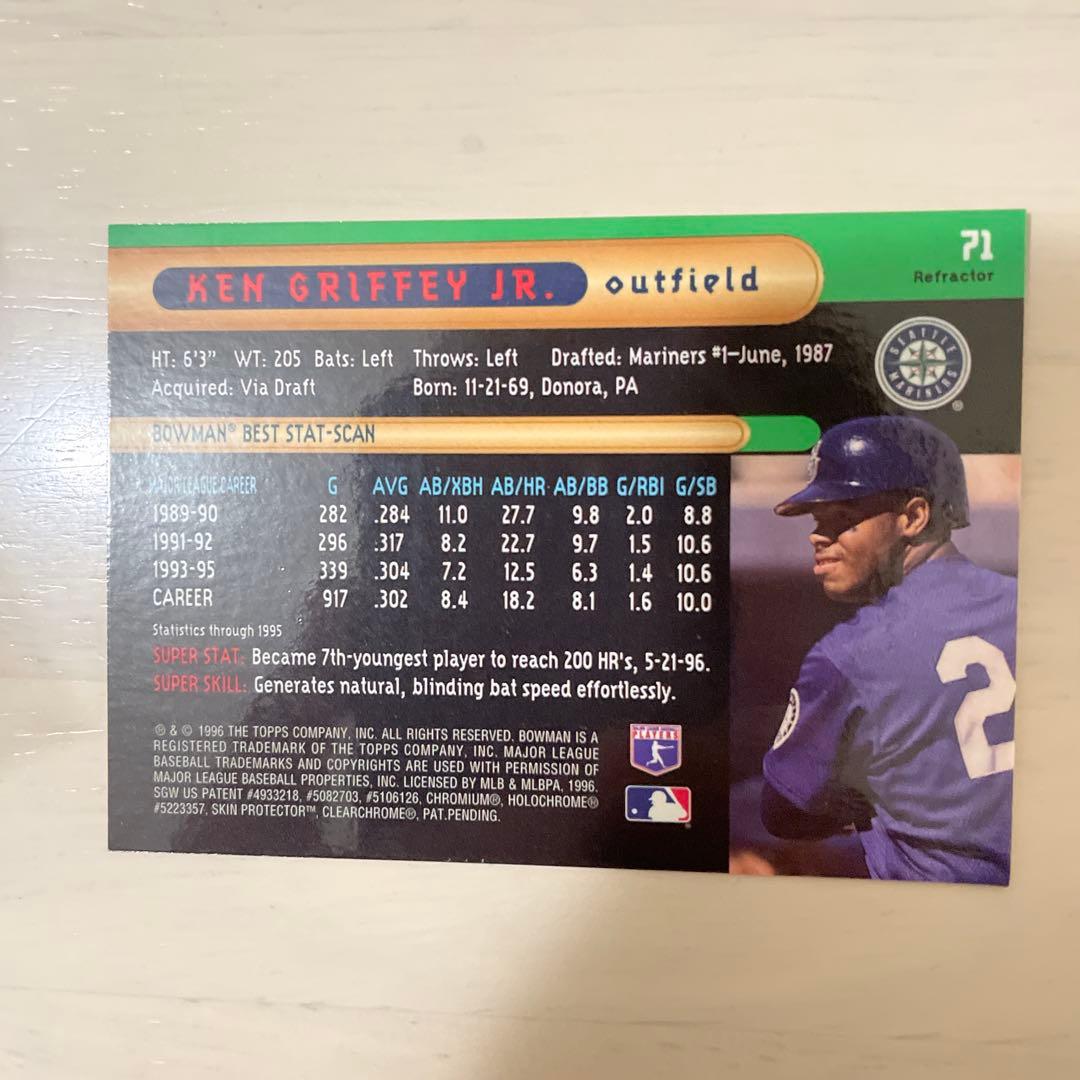 71
Refractor
KEN GRIFFEY JR. outfield
HT: 6'3" WT: 205 Bats: Left Throws: Left Drafted: Mariners #1–June, 1987
Acquired: Via Draft Born: 11-21-69, Donora, PA
SEATTLE MARINERS ®
BOWMAN® BEST STAT-SCAN
MAJOR LEAGUE CAREER G AVG AB/XBH AB/HR AB/BB G/RBI G/SB
1989-90 282 .284 11.0 27.7 9.8 2.0 8.8
1991-92 296 .317 8.2 22.7 9.7 1.5 10.6
1993-95 339 .304 7.2 12.5 6.3 1.4 10.6
CAREER 917 .302 8.4 18.2 8.1 1.6 10.0
Statistics through 1995
SUPER STAT: Became 7th-youngest player to reach 200 HR's, 5-21-96.
SUPER SKILL: Generates natural, blinding bat speed effortlessly.
2
® & © 1996 THE TOPPS COMPANY, INC. ALL RIGHTS RESERVED. BOWMAN IS A
REGISTERED TRADEMARK OF THE TOPPS COMPANY, INC. MAJOR LEAGUE
BASEBALL TRADEMARKS AND COPYRIGHTS ARE USED WITH PERMISSION OF
MAJOR LEAGUE BASEBALL PROPERTIES, INC. LICENSED BY MLB & MLBPA, 1996.
SGW US PATENT #4933218, #5082703, #5106126, CHROMIUM®, HOLOCHROME®
#5223357, SKIN PROTECTOR™, CLEARCHROME®, PAT.PENDING.
PLAYERS